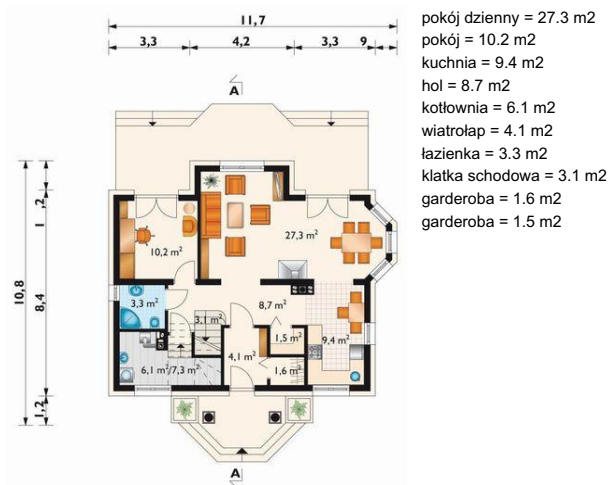 11,7
3,3 4,2 3,3 9
A
pokój dzienny = 27.3 m2
pokój = 10.2 m2
kuchnia = 9.4 m2
hol = 8.7 m2
kotłownia = 6.1 m2
wiatrołap = 4.1 m2
łazienka = 3.3 m2
klatka schodowa = 3.1 m2
garderoba = 1.6 m2
garderoba = 1.5 m2
1,2
10,8
8,4
1,2
10,2 m²
27,3 m²
3,3 m²
8,7 m²
3,1 m²
1,5 m²
9,4 m²
4,1 m²
6,1 m²/7,3 m²
1,6 m²
A